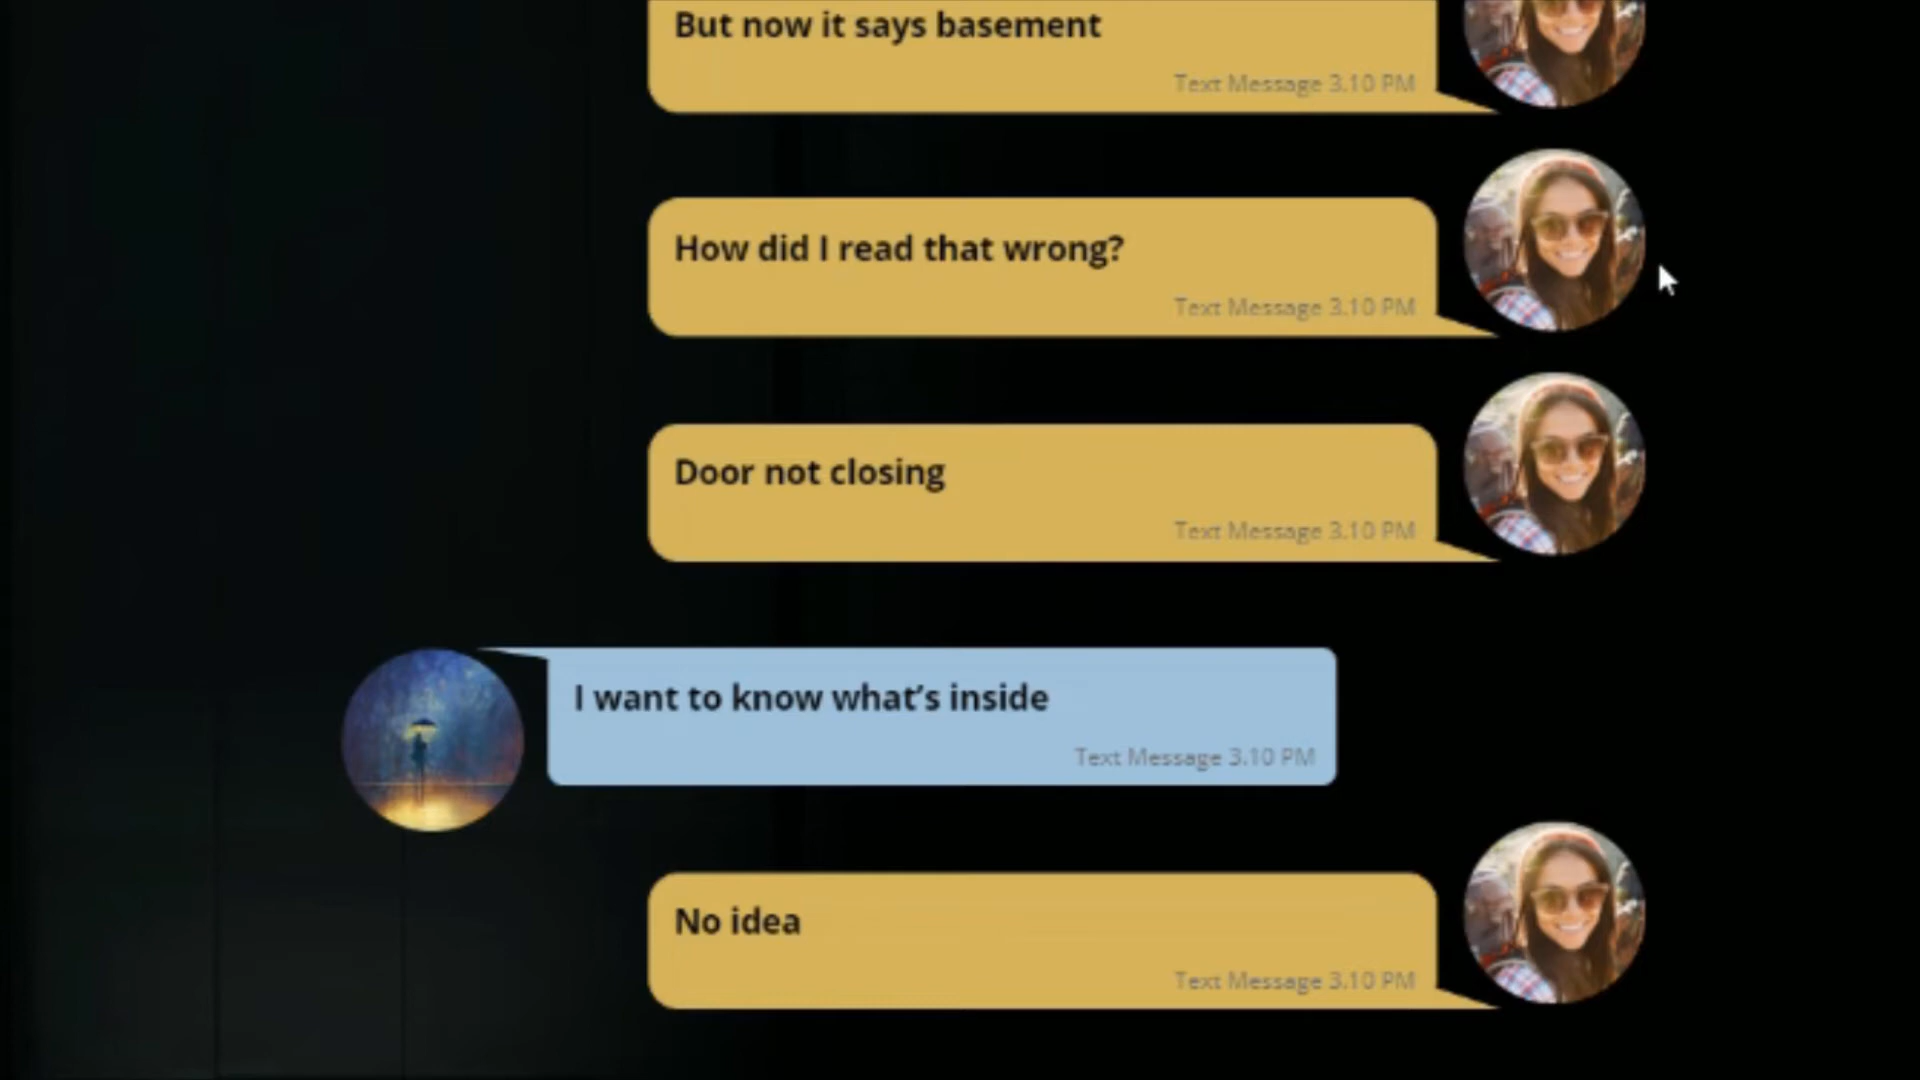 But now it says basement
Text Message 3.10 PM
How did I read that wrong?
Text Message 3.10 PM
Door not closing
Text Message 3.10 PM
I want to know what’s inside
Text Message 3.10 PM
No idea
Text Message 3.10 PM